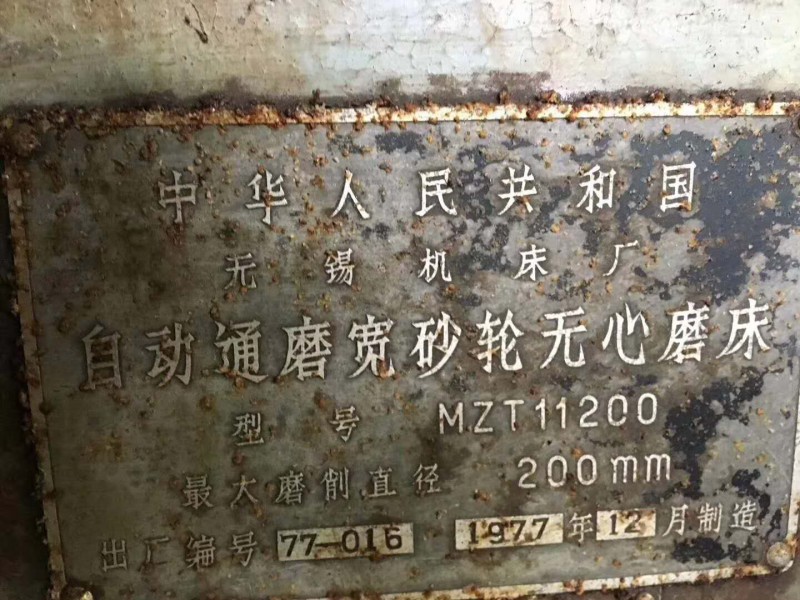 中华人民共和国
无锡机床厂
自动通磨宽砂轮无心磨床
型号 MZT11200
最大磨削直径 200mm
出厂编号 77-016 1977年12月制造